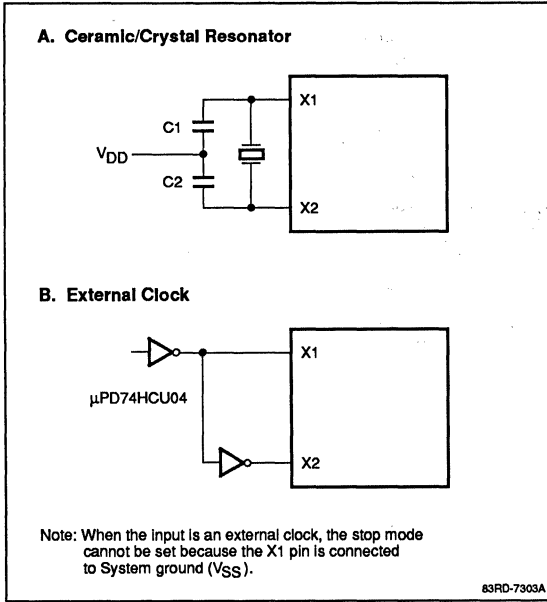 A. Ceramic/Crystal Resonator
X1
C1
VDD
C2
X2
B. External Clock
X1
µPD74HCU04
X2
Note: When the input is an external clock, the stop mode
cannot be set because the X1 pin is connected
to System ground (VSS).
83RD-7303A